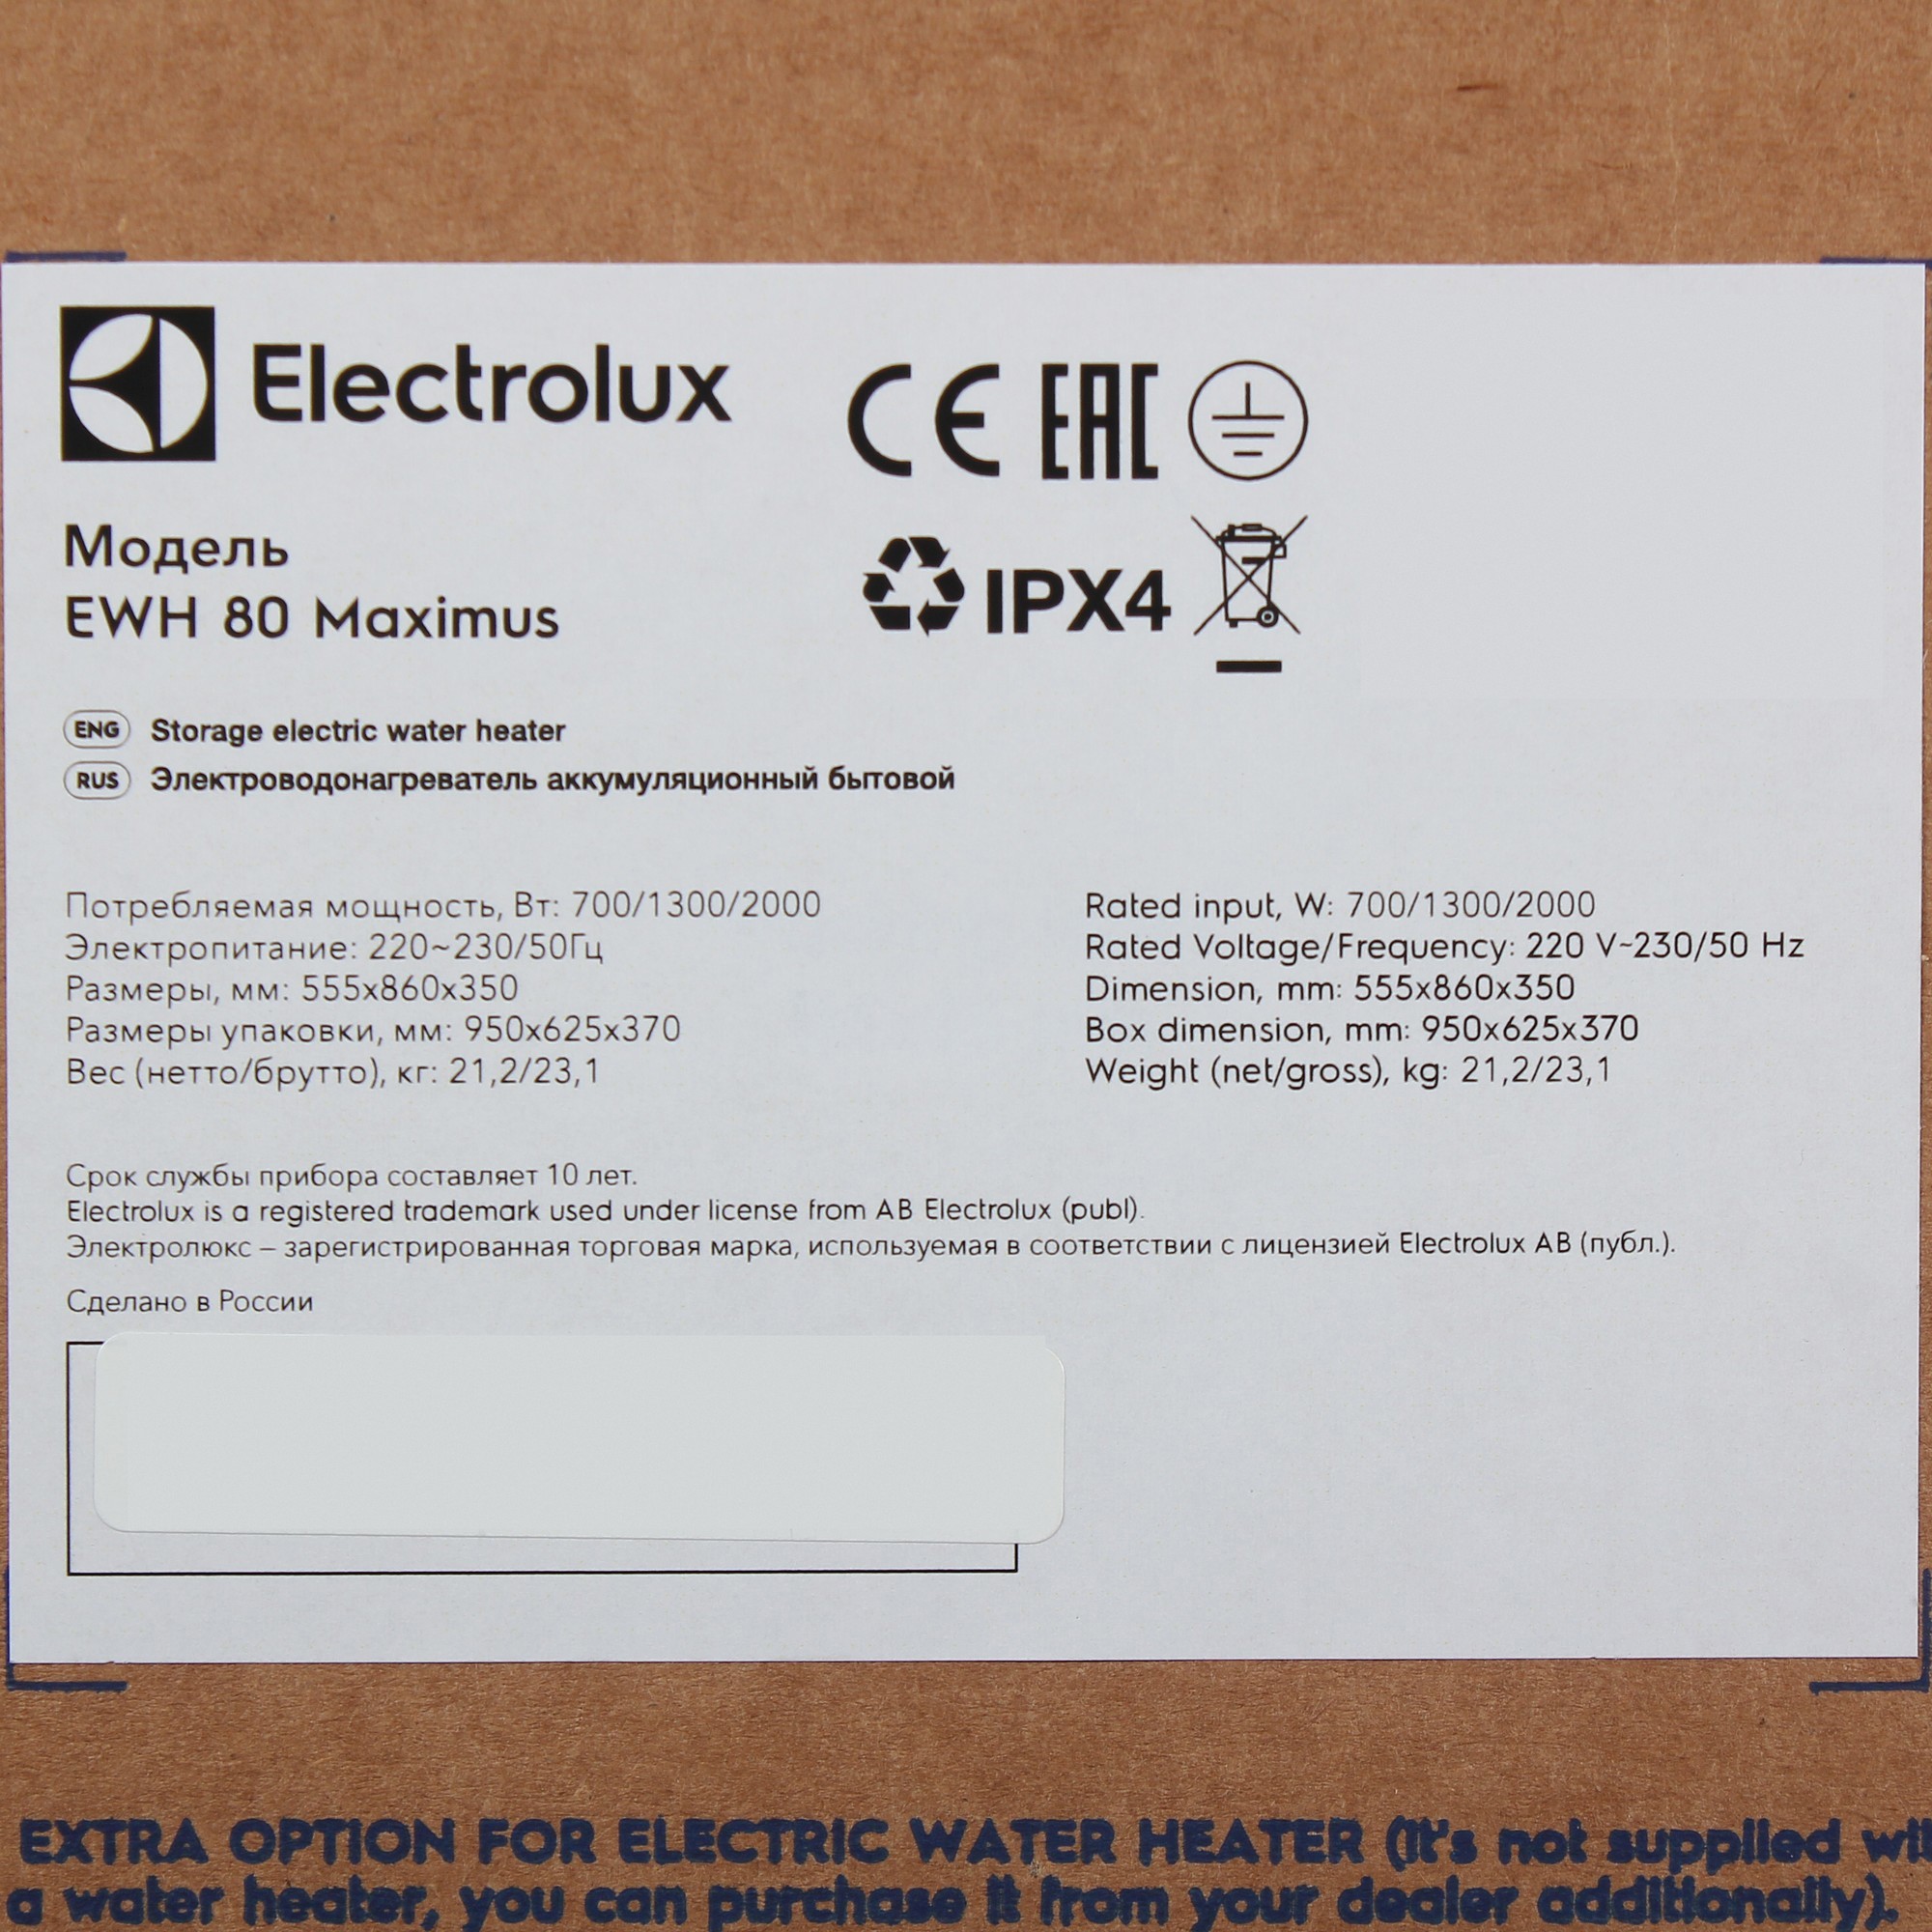 Electrolux
CE EAC
Модель
EWH 80 Maximus
IPX4
ENG Storage electric water heater
RUS Электроводонагреватель аккумуляционный бытовой
Потребляемая мощность, Вт: 700/1300/2000
Электропитание: 220~230/50Гц
Размеры, мм: 555x860x350
Размеры упаковки, мм: 950x625x370
Вес (нетто/брутто), кг: 21,2/23,1
Rated input, W: 700/1300/2000
Rated Voltage/Frequency: 220 V~230/50 Hz
Dimension, mm: 555x860x350
Box dimension, mm: 950x625x370
Weight (net/gross), kg: 21,2/23,1
Срок службы прибора составляет 10 лет.
Electrolux is a registered trademark used under license from AB Electrolux (publ).
Электролюкс – зарегистрированная торговая марка, используемая в соответствии с лицензией Electrolux AB (публ.).
Сделано в России
EXTRA OPTION FOR ELECTRIC WATER HEATER (It's not supplied
a water heater, you can purchase it from your dealer additionally).